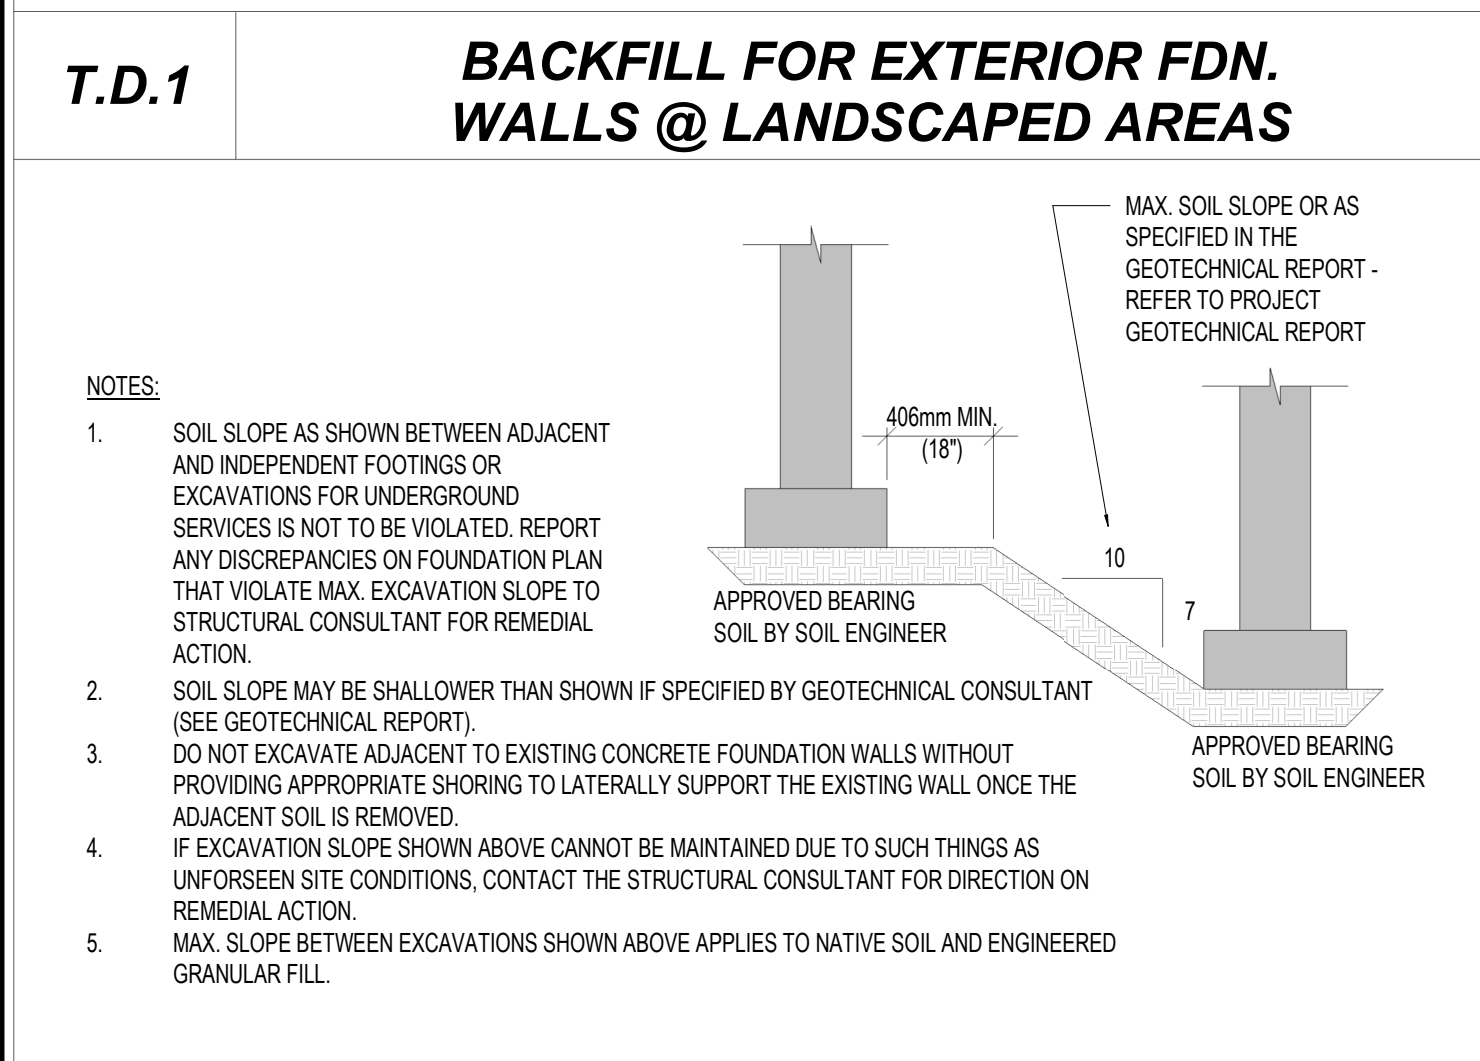 T.D.1
BACKFILL FOR EXTERIOR FDN.
WALLS @ LANDSCAPED AREAS
MAX. SOIL SLOPE OR AS
SPECIFIED IN THE
GEOTECHNICAL REPORT -
REFER TO PROJECT
GEOTECHNICAL REPORT
406mm MIN.
(18")
10
7
APPROVED BEARING
SOIL BY SOIL ENGINEER
APPROVED BEARING
SOIL BY SOIL ENGINEER
NOTES:
1. SOIL SLOPE AS SHOWN BETWEEN ADJACENT
AND INDEPENDENT FOOTINGS OR
EXCAVATIONS FOR UNDERGROUND
SERVICES IS NOT TO BE VIOLATED. REPORT
ANY DISCREPANCIES ON FOUNDATION PLAN
THAT VIOLATE MAX. EXCAVATION SLOPE TO
STRUCTURAL CONSULTANT FOR REMEDIAL
ACTION.
2. SOIL SLOPE MAY BE SHALLOWER THAN SHOWN IF SPECIFIED BY GEOTECHNICAL CONSULTANT
(SEE GEOTECHNICAL REPORT).
3. DO NOT EXCAVATE ADJACENT TO EXISTING CONCRETE FOUNDATION WALLS WITHOUT
PROVIDING APPROPRIATE SHORING TO LATERALLY SUPPORT THE EXISTING WALL ONCE THE
ADJACENT SOIL IS REMOVED.
4. IF EXCAVATION SLOPE SHOWN ABOVE CANNOT BE MAINTAINED DUE TO SUCH THINGS AS
UNFORSEEN SITE CONDITIONS, CONTACT THE STRUCTURAL CONSULTANT FOR DIRECTION ON
REMEDIAL ACTION.
5. MAX. SLOPE BETWEEN EXCAVATIONS SHOWN ABOVE APPLIES TO NATIVE SOIL AND ENGINEERED
GRANULAR FILL.